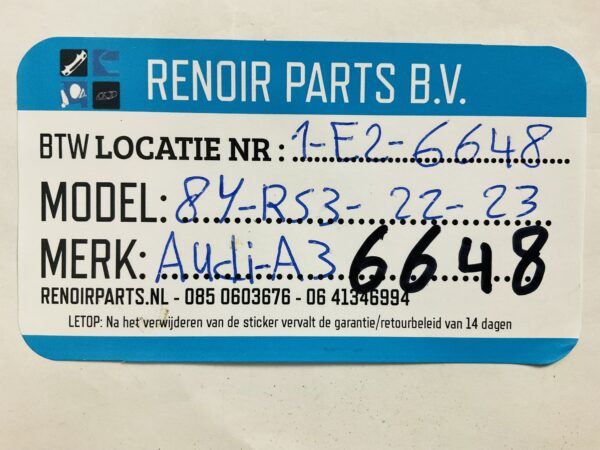 RENOIR PARTS B.V.
BTW LOCATIE NR : 1-E2-6648
MODEL: 8Y-RS3-22-23
MERK: Audi-A3 6648
RENOIRPARTS.NL - 085 0603676 - 06 41346994
LETOP: Na het verwijderen van de sticker vervalt de garantie/retourbeleid van 14 dagen